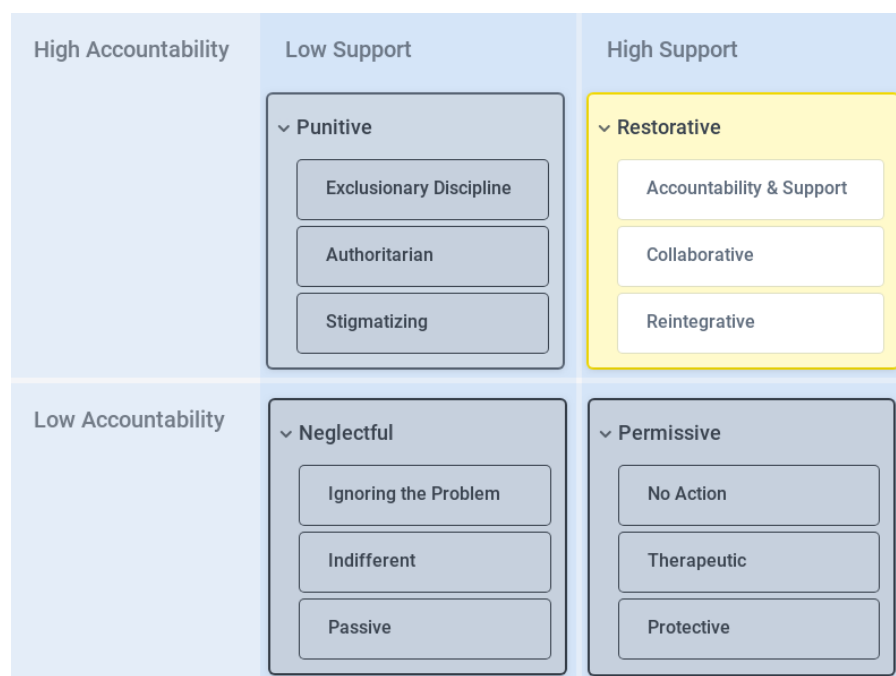 High Accountability
Low Support
High Support
Punitive
Exclusionary Discipline
Authoritarian
Stigmatizing
Restorative
Accountability & Support
Collaborative
Reintegrative
Low Accountability
Neglectful
Ignoring the Problem
Indifferent
Passive
Permissive
No Action
Therapeutic
Protective